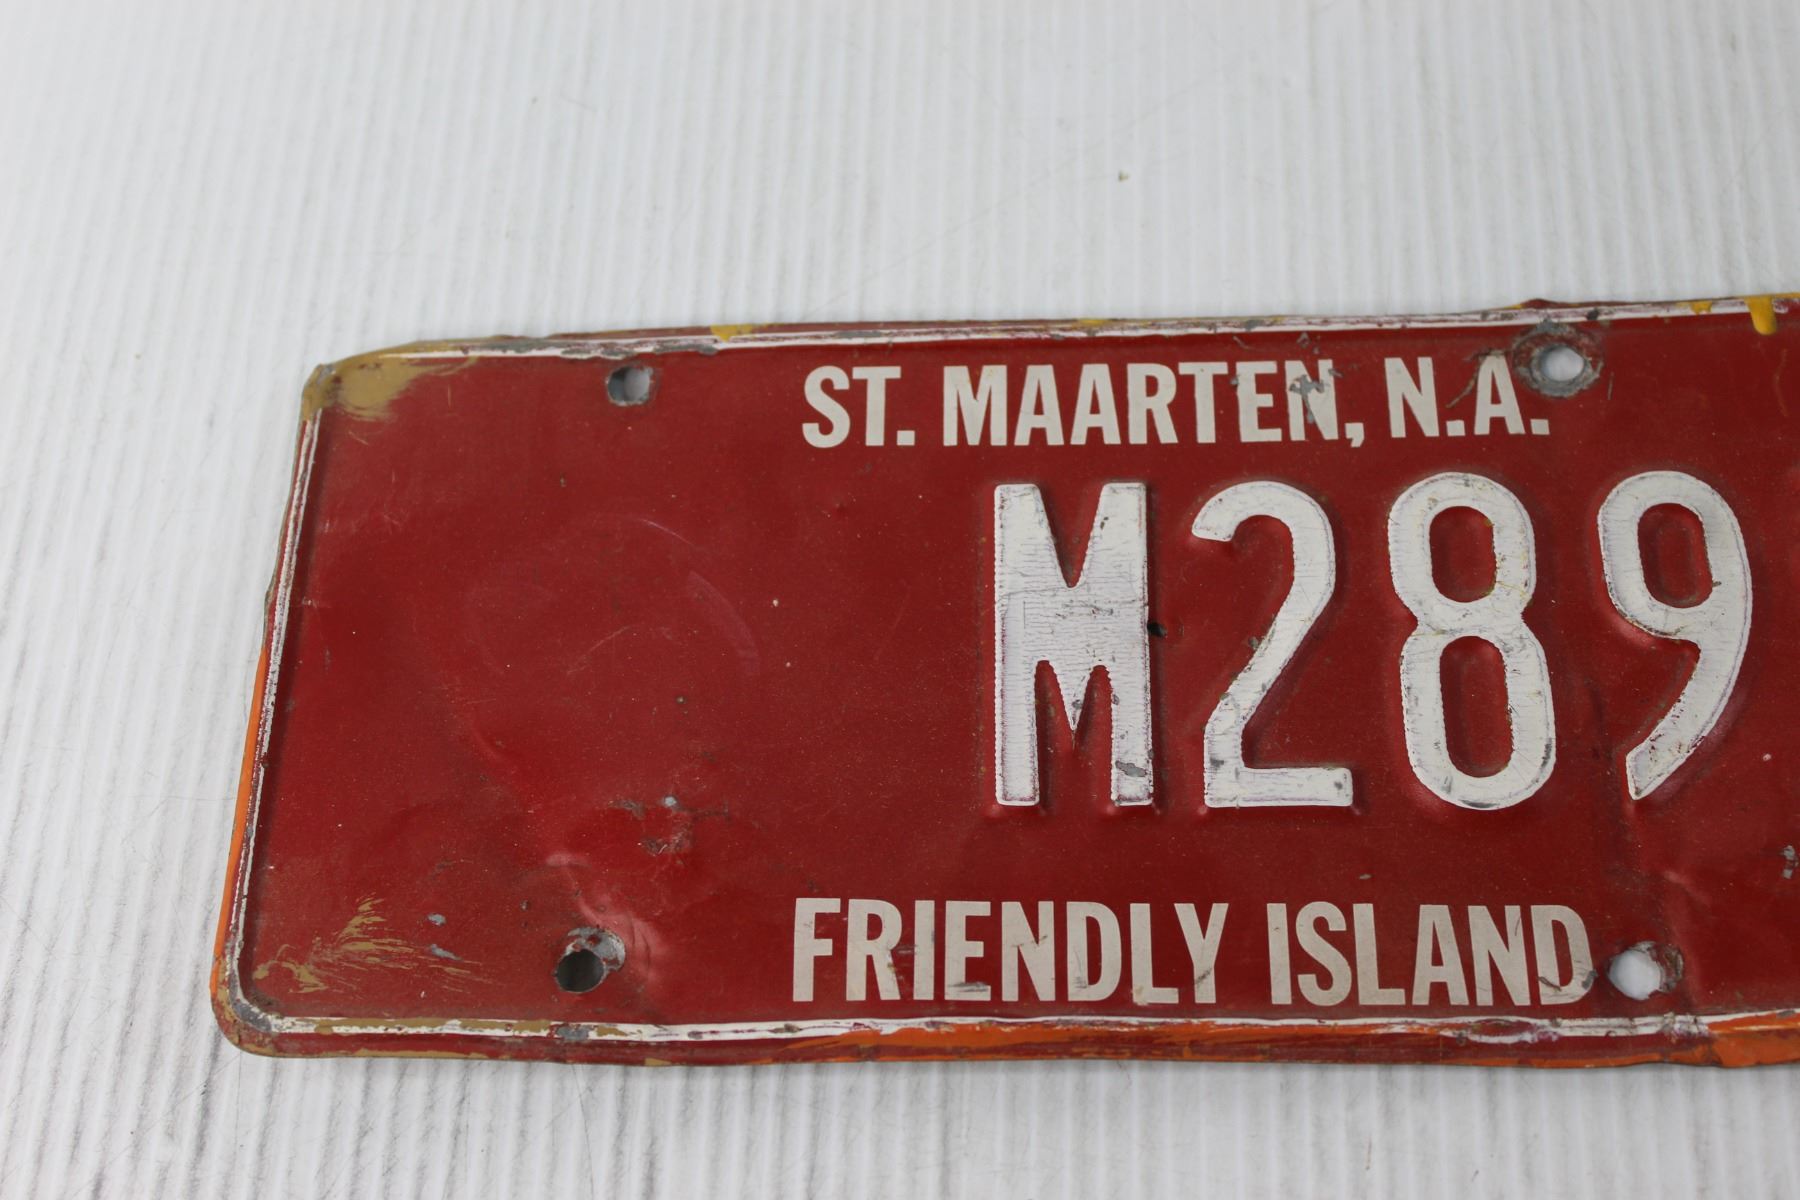 ST. MAARTEN, N.A.
M289
FRIENDLY ISLAND